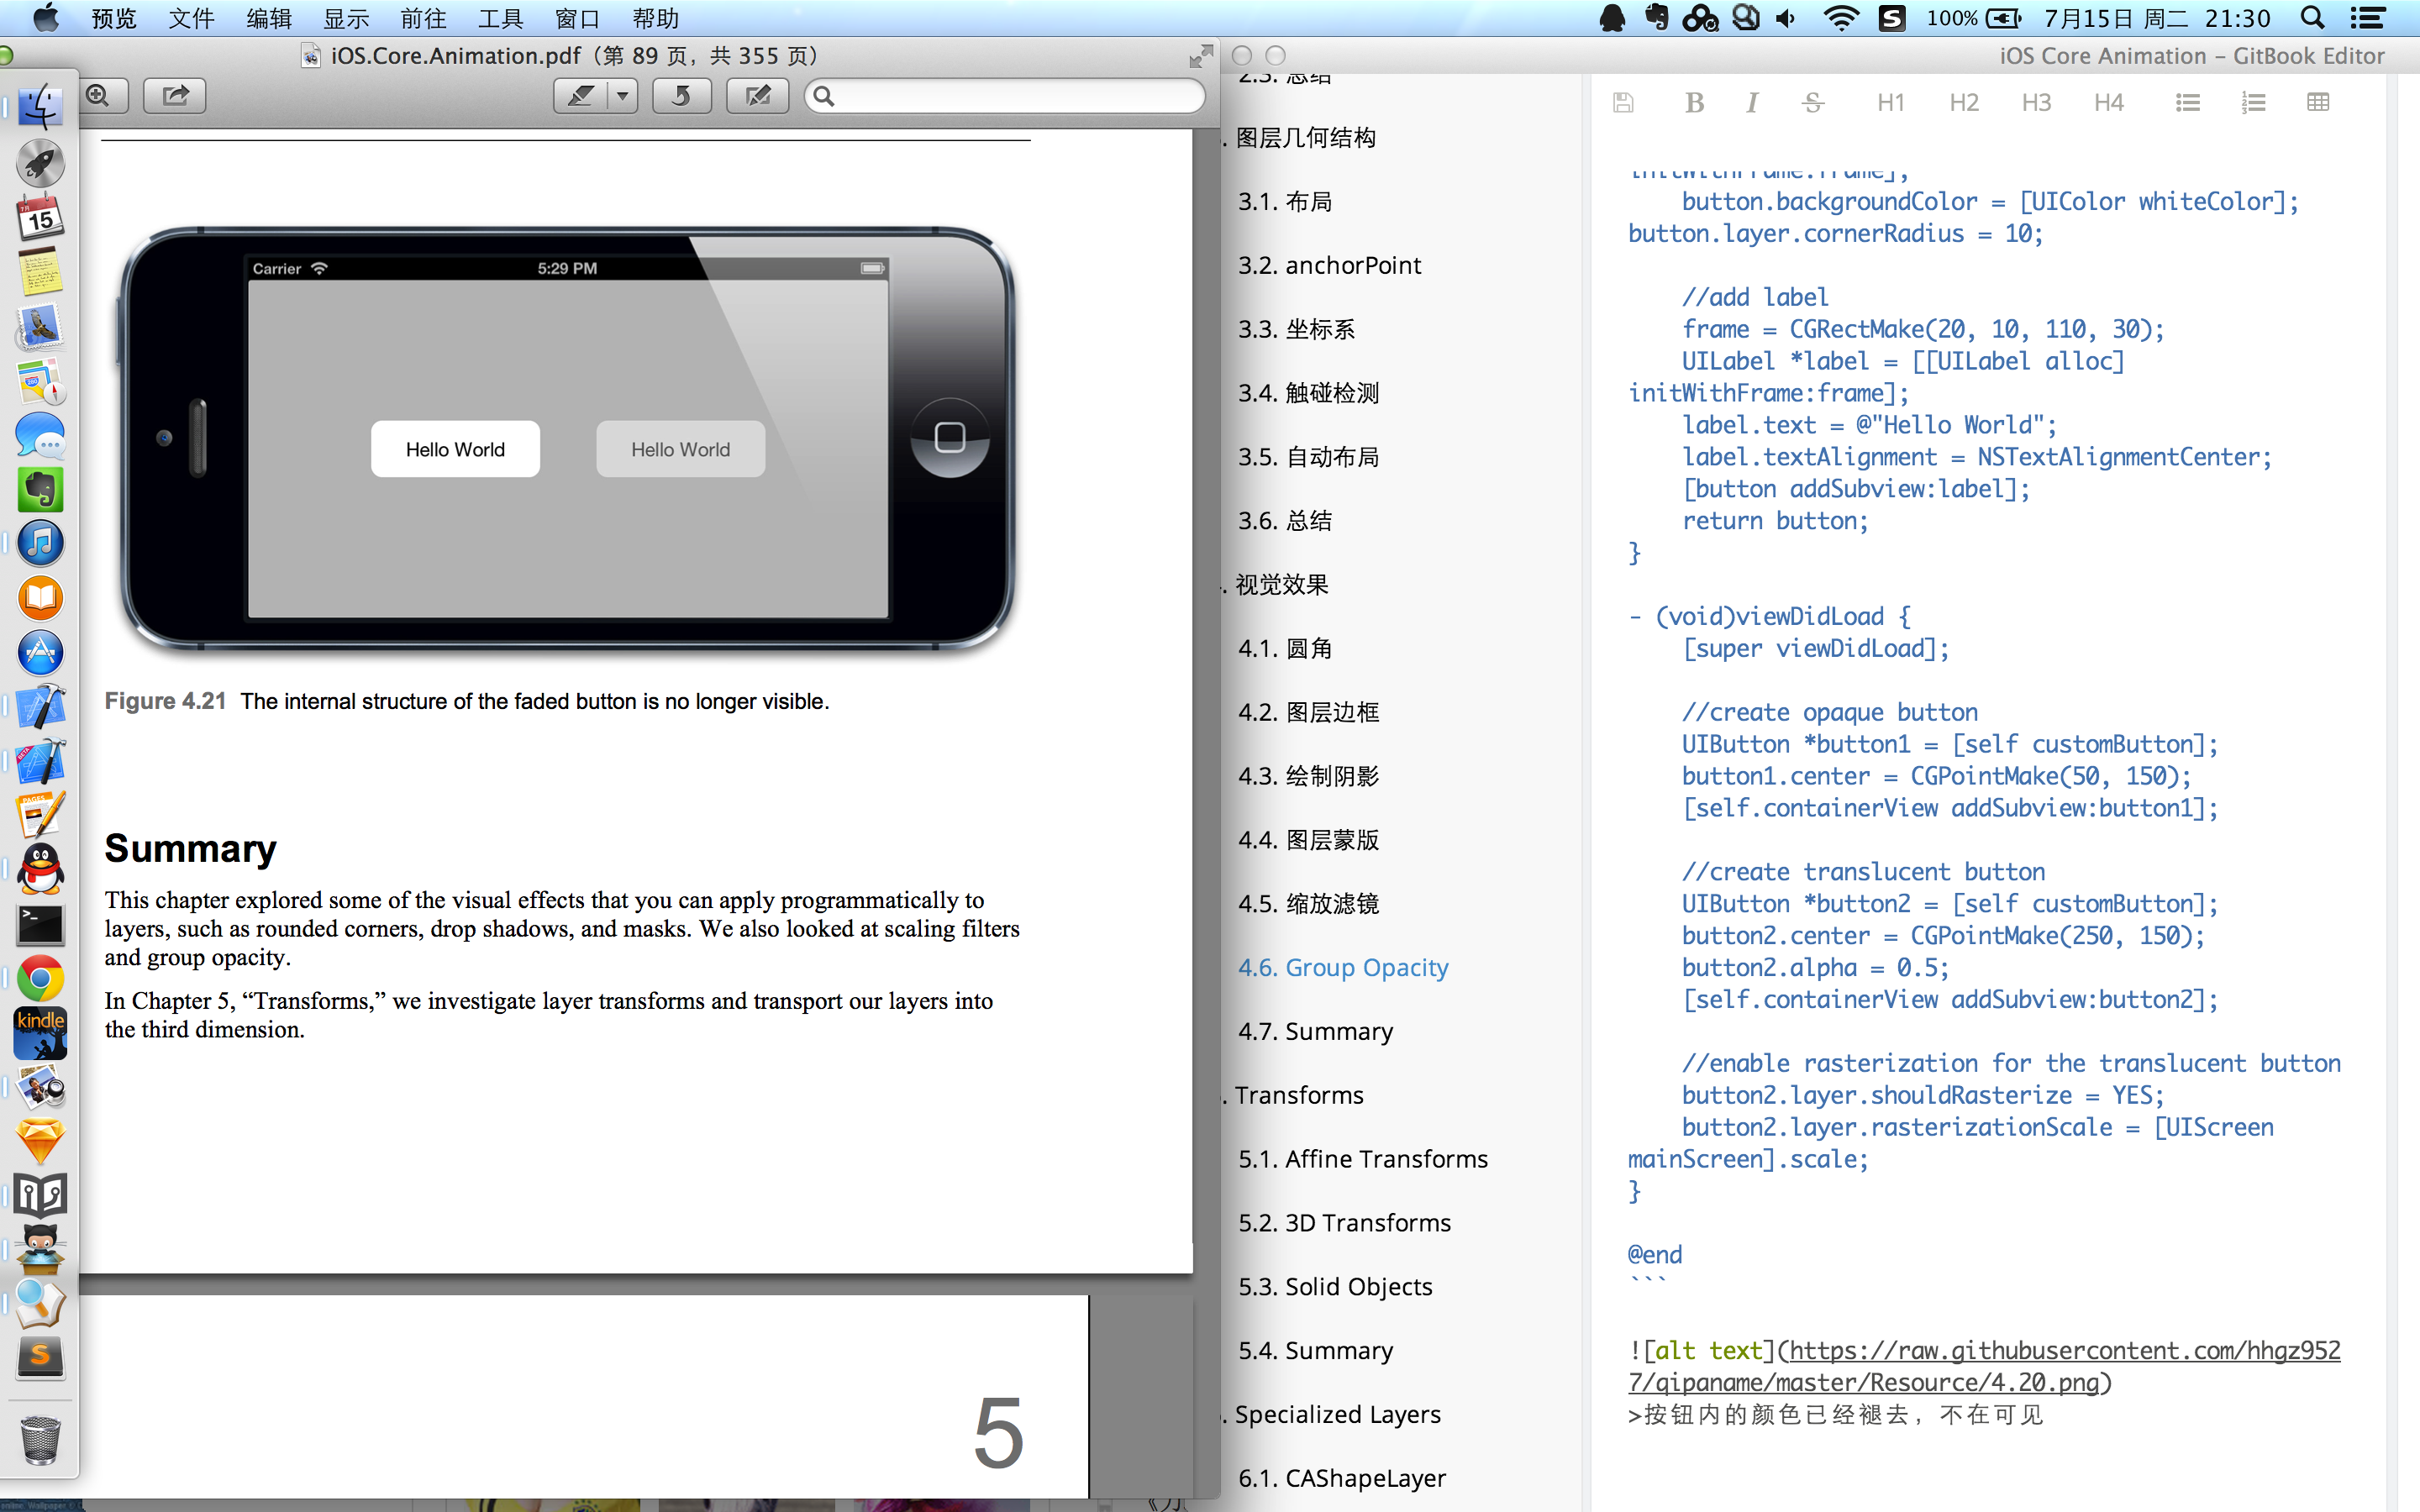 预览 文件 编辑 显示 前往 工具 窗口 帮助
100% 7月15日 周二 21:30
iOS.Core.Animation.pdf（第 89 页，共 355 页）
Carrier 5:29 PM
Hello World Hello World
Figure 4.21 The internal structure of the faded button is no longer visible.
Summary
This chapter explored some of the visual effects that you can apply programmatically to
layers, such as rounded corners, drop shadows, and masks. We also looked at scaling filters
and group opacity.
In Chapter 5, “Transforms,” we investigate layer transforms and transport our layers into
the third dimension.
5
15
PAGES
BETA
kindle
iOS Core Animation – GitBook Editor
2.3. 总结
. 图层几何结构
3.1. 布局
3.2. anchorPoint
3.3. 坐标系
3.4. 触碰检测
3.5. 自动布局
3.6. 总结
. 视觉效果
4.1. 圆角
4.2. 图层边框
4.3. 绘制阴影
4.4. 图层蒙版
4.5. 缩放滤镜
4.6. Group Opacity
4.7. Summary
. Transforms
5.1. Affine Transforms
5.2. 3D Transforms
5.3. Solid Objects
5.4. Summary
. Specialized Layers
6.1. CAShapeLayer
B I S H1 H2 H3 H4
initWithFrame:frame];
button.backgroundColor = [UIColor whiteColor];
button.layer.cornerRadius = 10;
//add label
frame = CGRectMake(20, 10, 110, 30);
UILabel *label = [[UILabel alloc]
initWithFrame:frame];
label.text = @"Hello World";
label.textAlignment = NSTextAlignmentCenter;
[button addSubview:label];
return button;
}
- (void)viewDidLoad {
[super viewDidLoad];
//create opaque button
UIButton *button1 = [self customButton];
button1.center = CGPointMake(50, 150);
[self.containerView addSubview:button1];
//create translucent button
UIButton *button2 = [self customButton];
button2.center = CGPointMake(250, 150);
button2.alpha = 0.5;
[self.containerView addSubview:button2];
//enable rasterization for the translucent button
button2.layer.shouldRasterize = YES;
button2.layer.rasterizationScale = [UIScreen
mainScreen].scale;
}
@end
```
![alt text](https://raw.githubusercontent.com/hhgz952
7/qipaname/master/Resource/4.20.png)
>按钮内的颜色已经褪去，不在可见